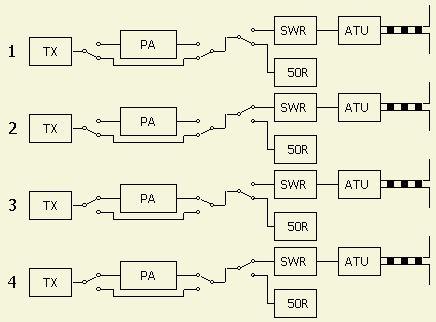 1 TX PA SWR ATU
50R
2 TX PA SWR ATU
50R
3 TX PA SWR ATU
50R
4 TX PA SWR ATU
50R